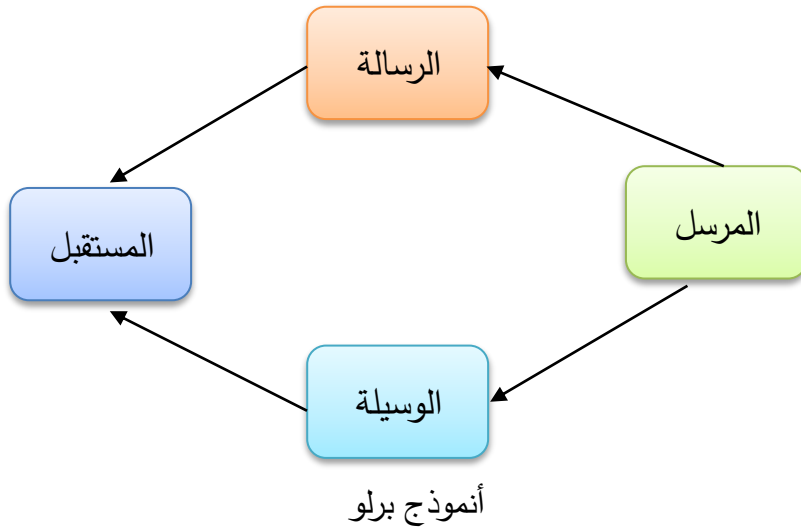 الرسالة
المرسل
المستقبل
الوسيلة
أنموذج برلو